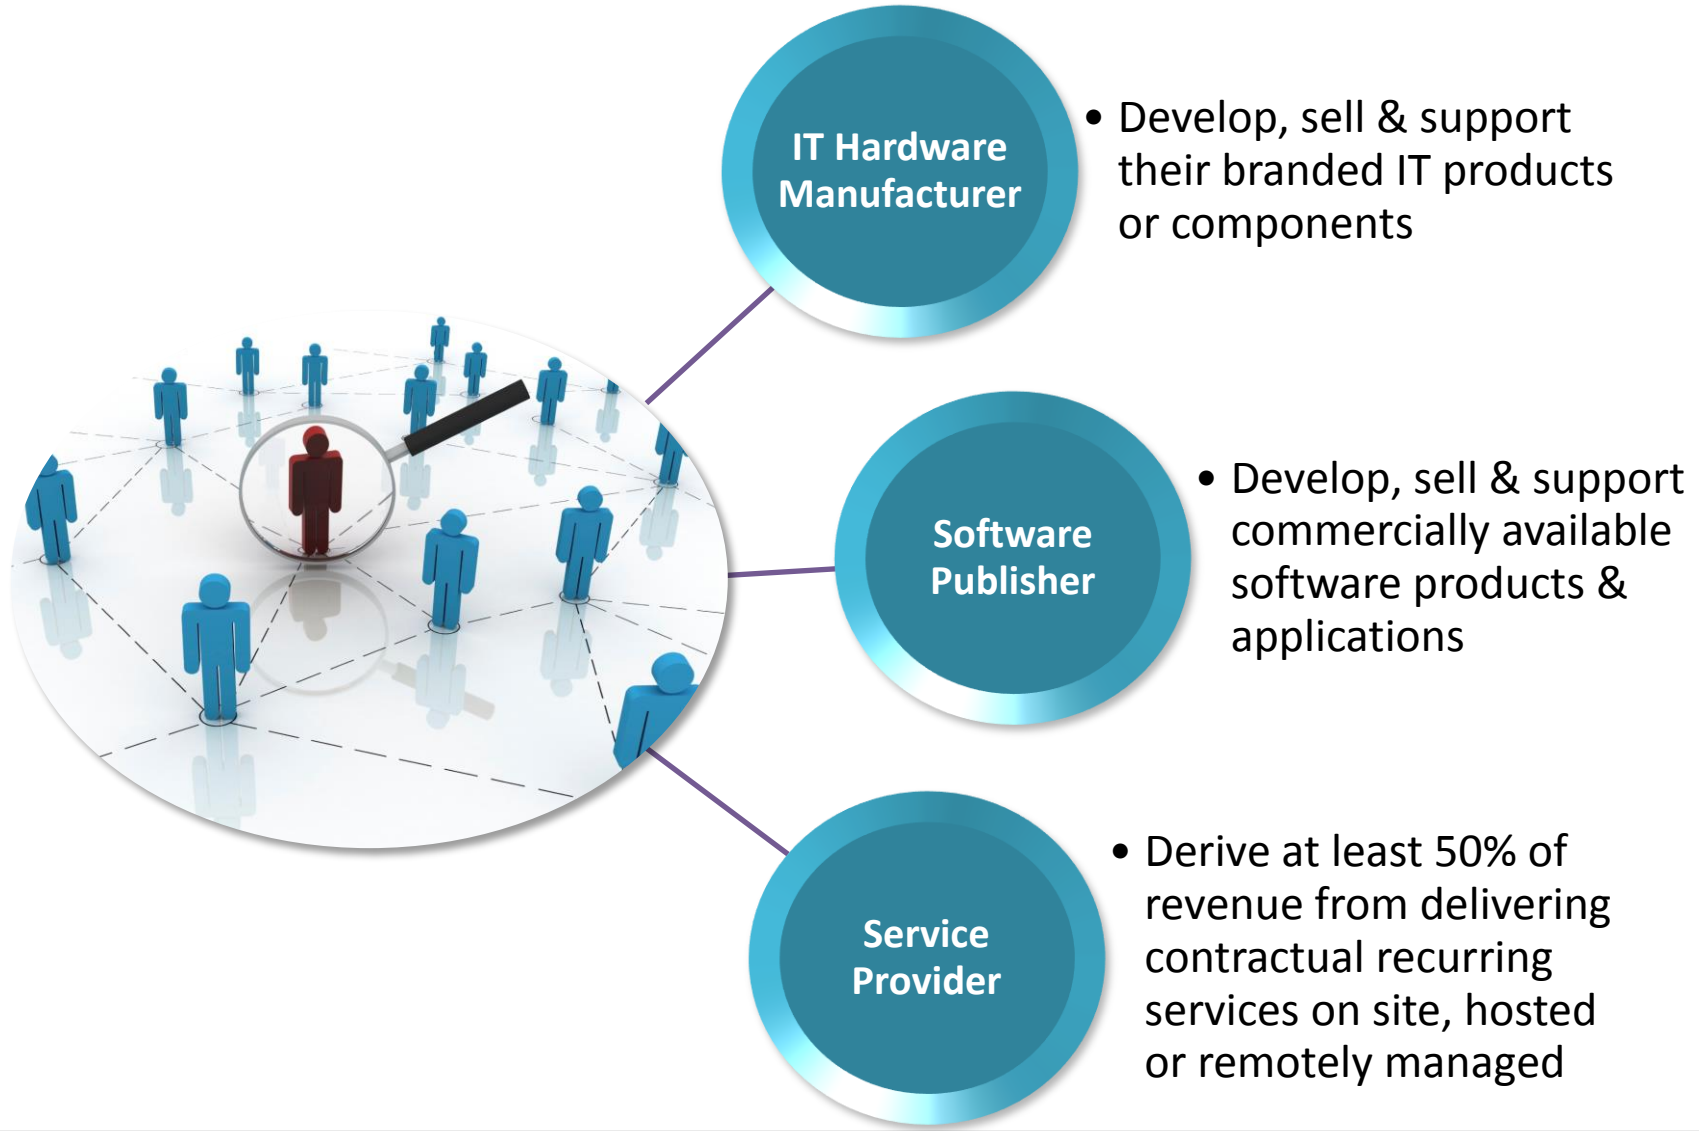 IT Hardware
Manufacturer
• Develop, sell & support
their branded IT products
or components
Software
Publisher
• Develop, sell & support
commercially available
software products &
applications
Service
Provider
• Derive at least 50% of
revenue from delivering
contractual recurring
services on site, hosted
or remotely managed